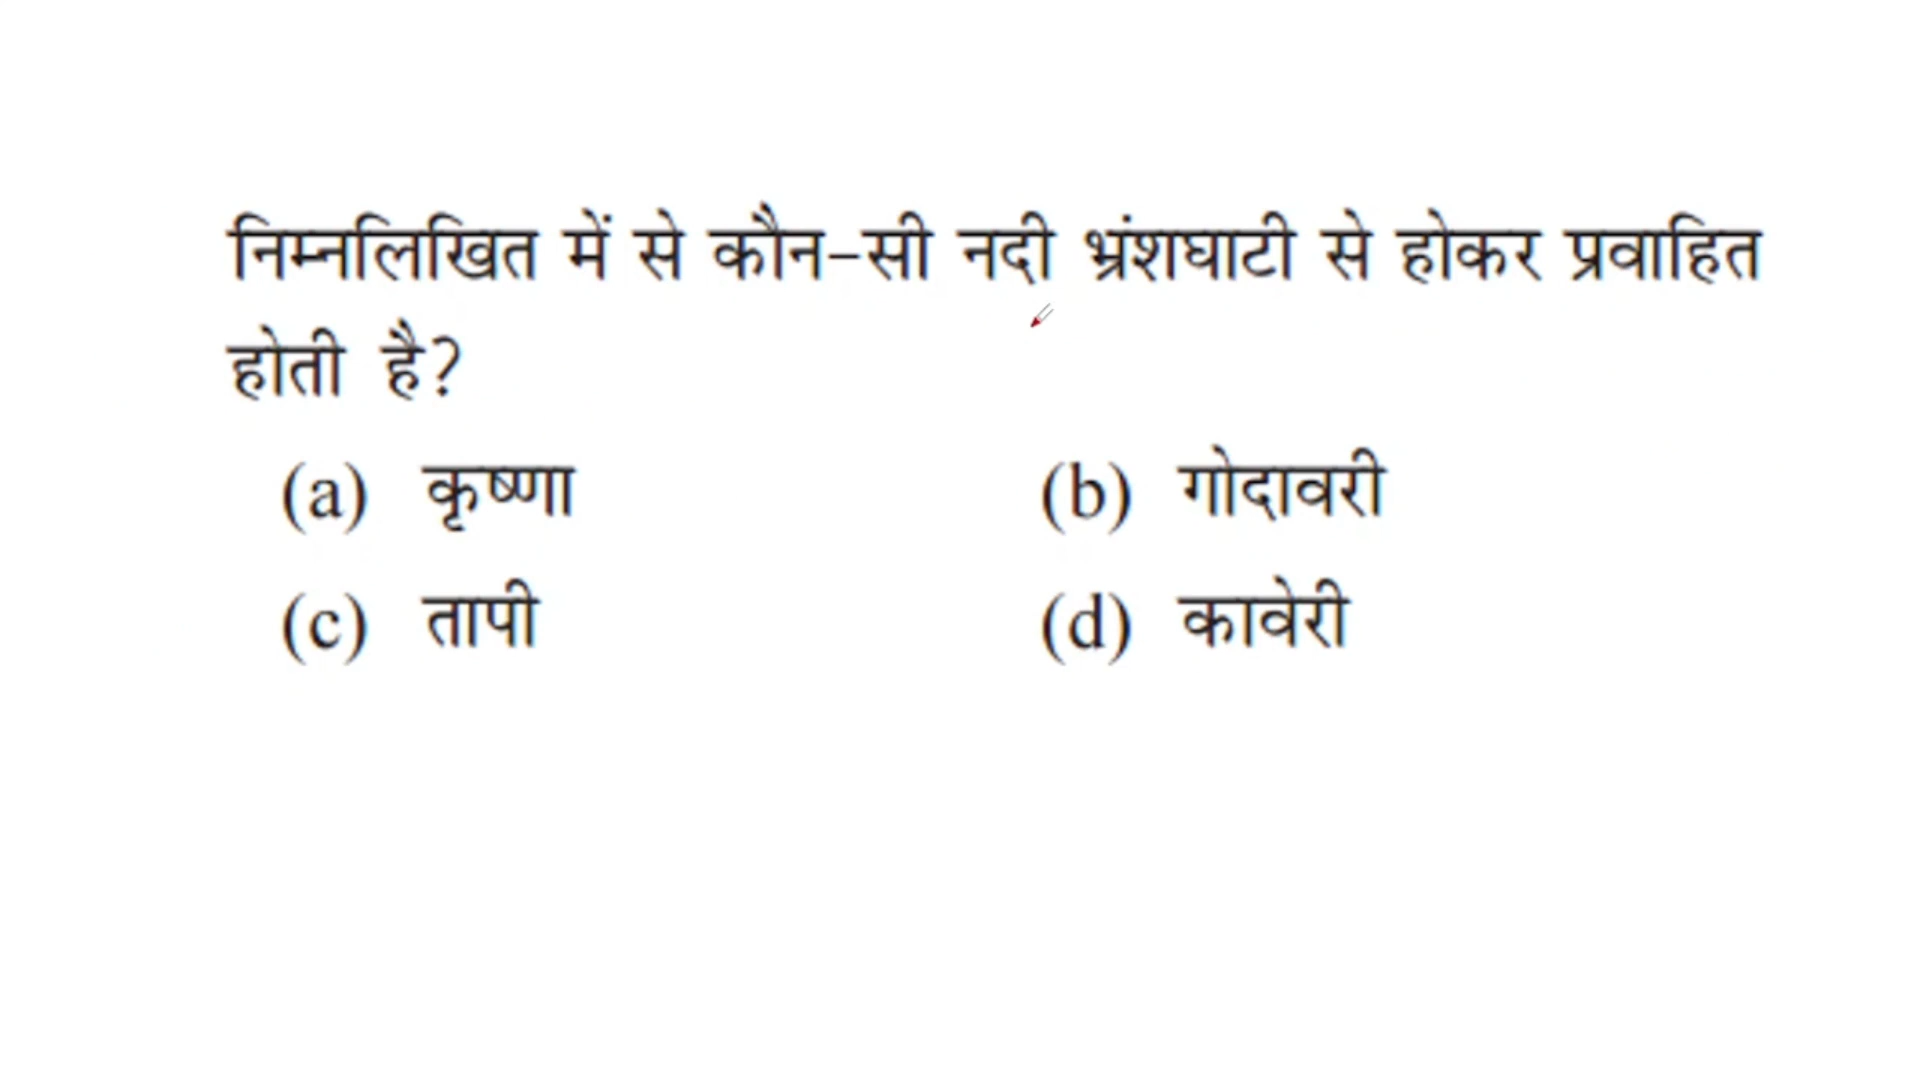 निम्नलिखित में से कौन-सी नदी भ्रंशघाटी से होकर प्रवाहित
होती है?
(a) कृष्णा (b) गोदावरी
(c) तापी (d) कावेरी